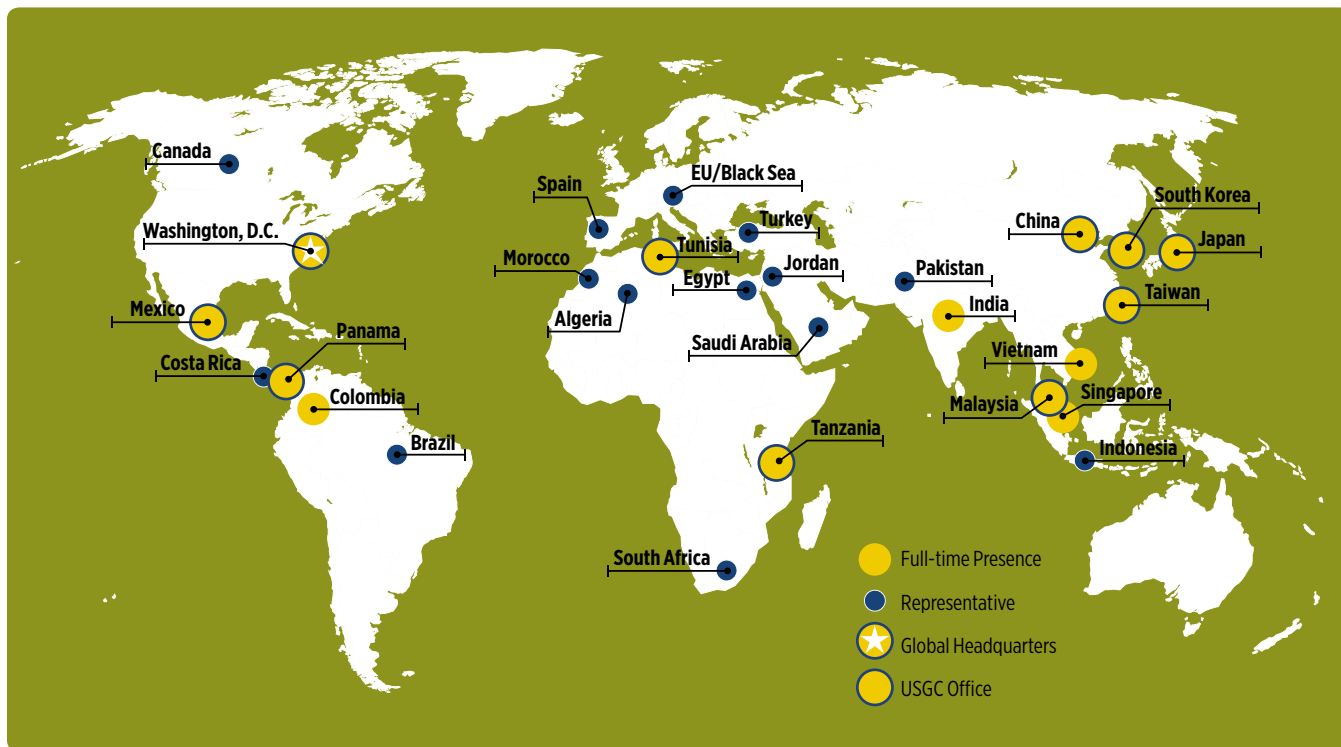 Canada
EU/Black Sea
Spain
South Korea
Washington, D.C.
Turkey
China
Tunisia
Japan
Morocco
Jordan
Pakistan
Egypt
Mexico
Algeria
India
Taiwan
Panama
Saudi Arabia
Costa Rica
Vietnam
Colombia
Singapore
Malaysia
Brazil
Tanzania
Indonesia
South Africa
Full-time Presence
Representative
Global Headquarters
USGC Office